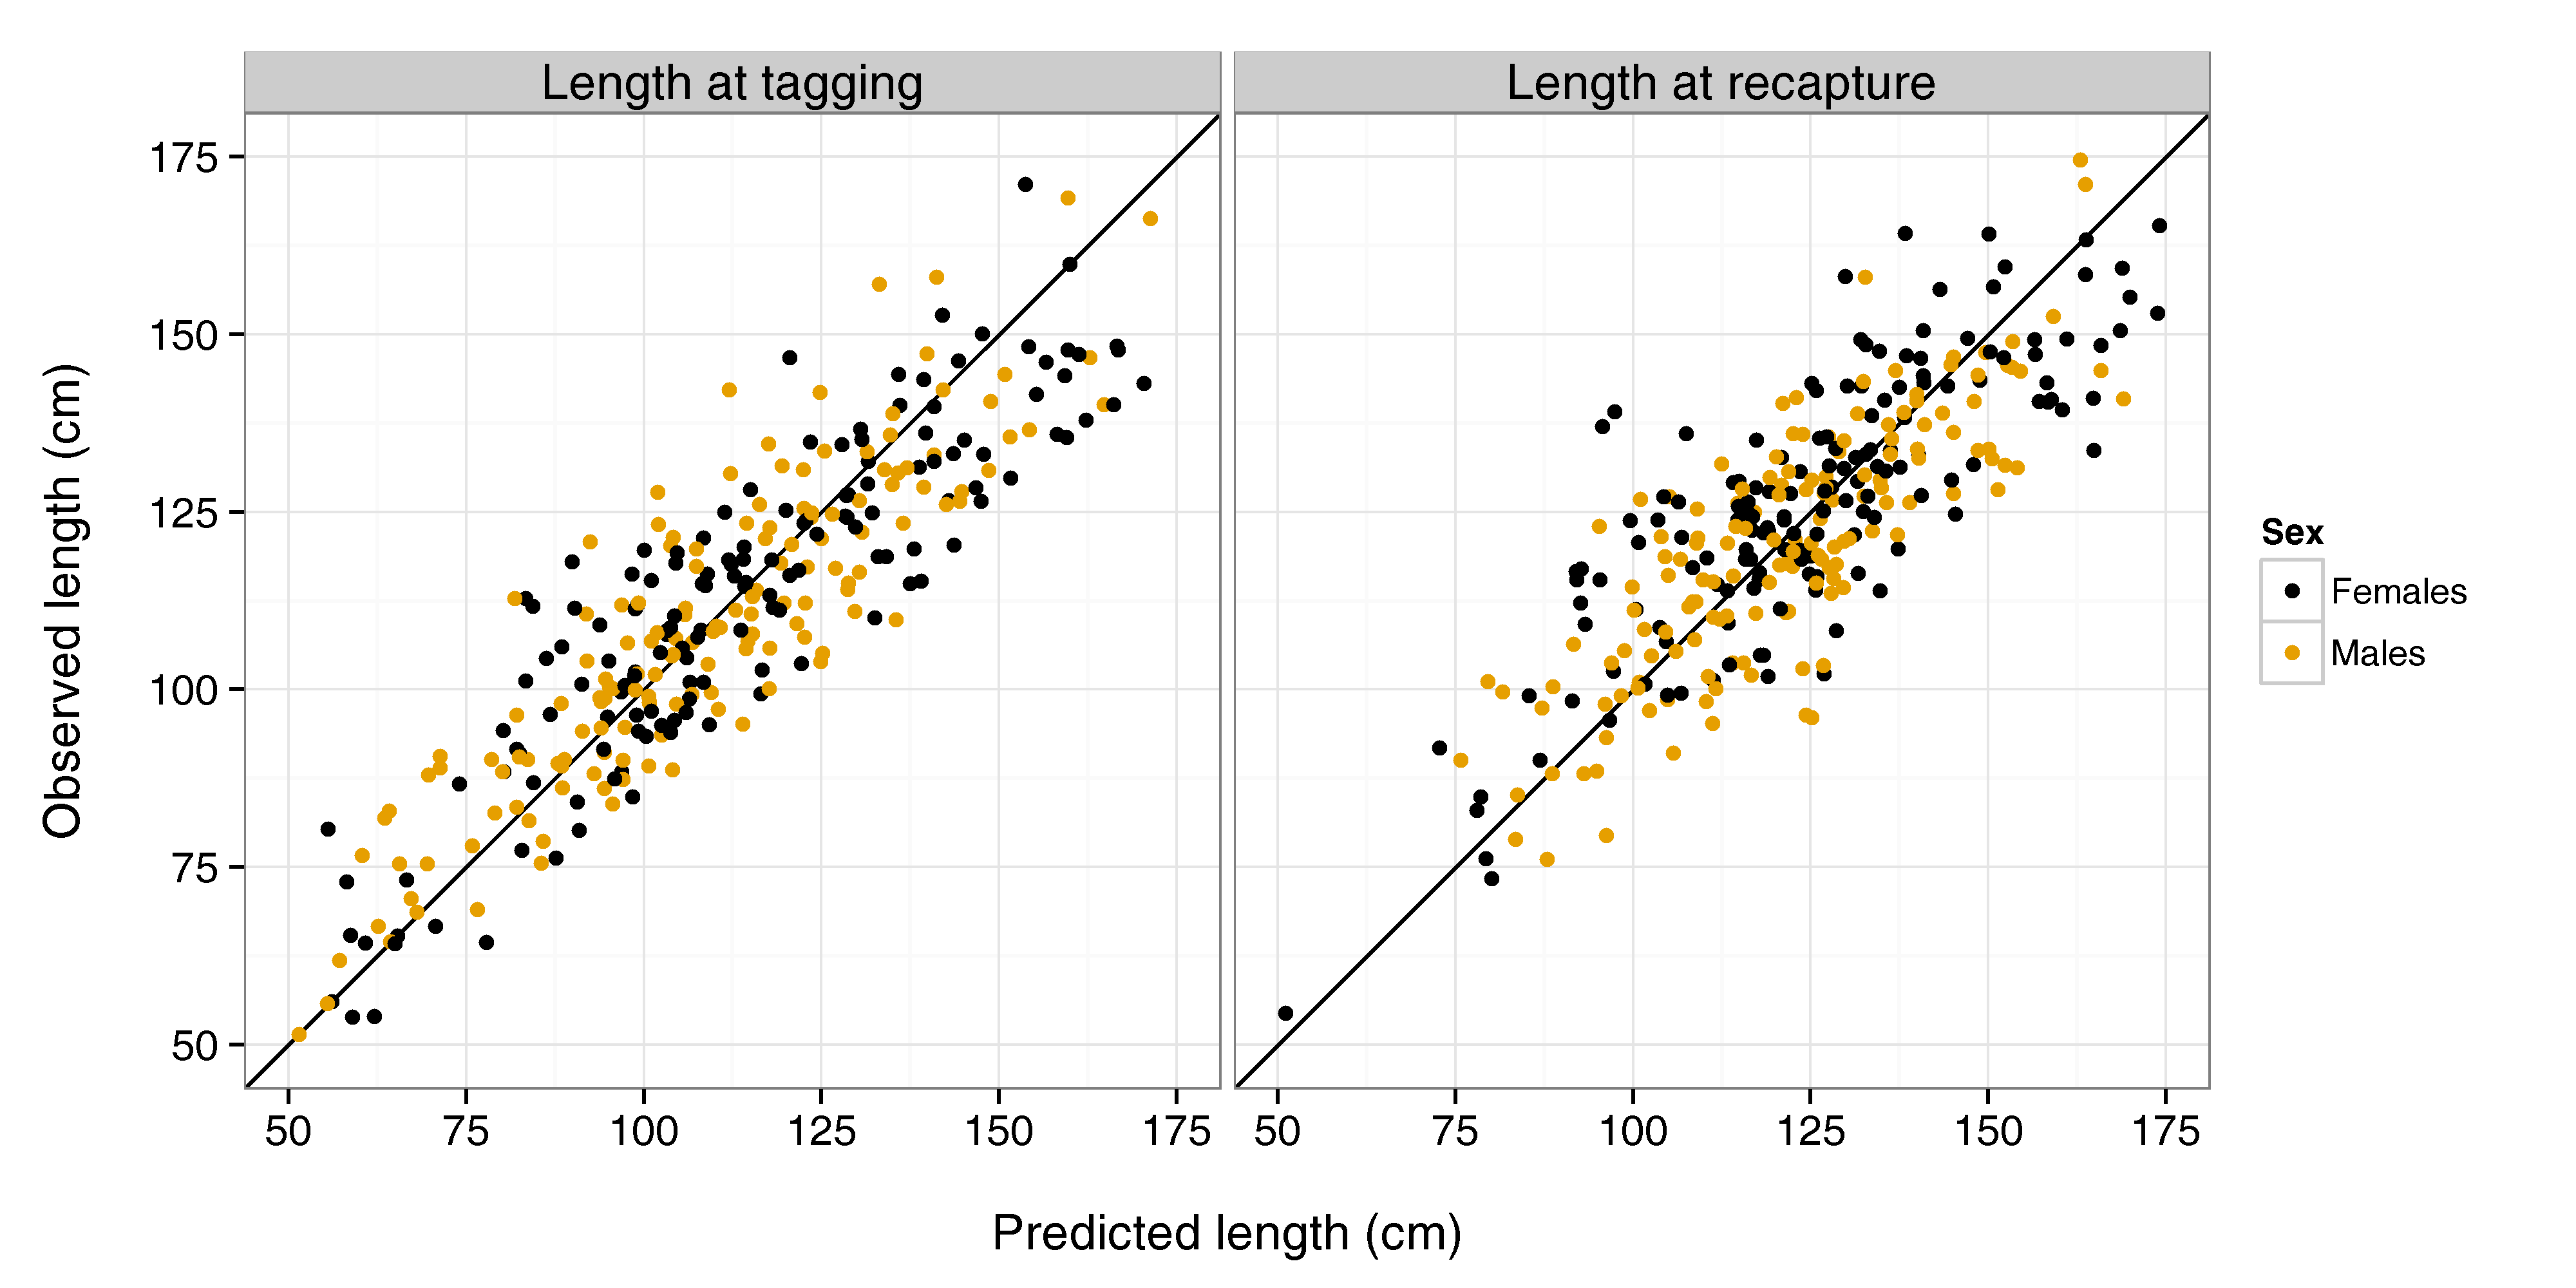 Length at tagging
Length at recapture
Observed length (cm)
175
150
125
100
75
50
50 75 100 125 150 175
50 75 100 125 150 175
Predicted length (cm)
Sex
Females
Males